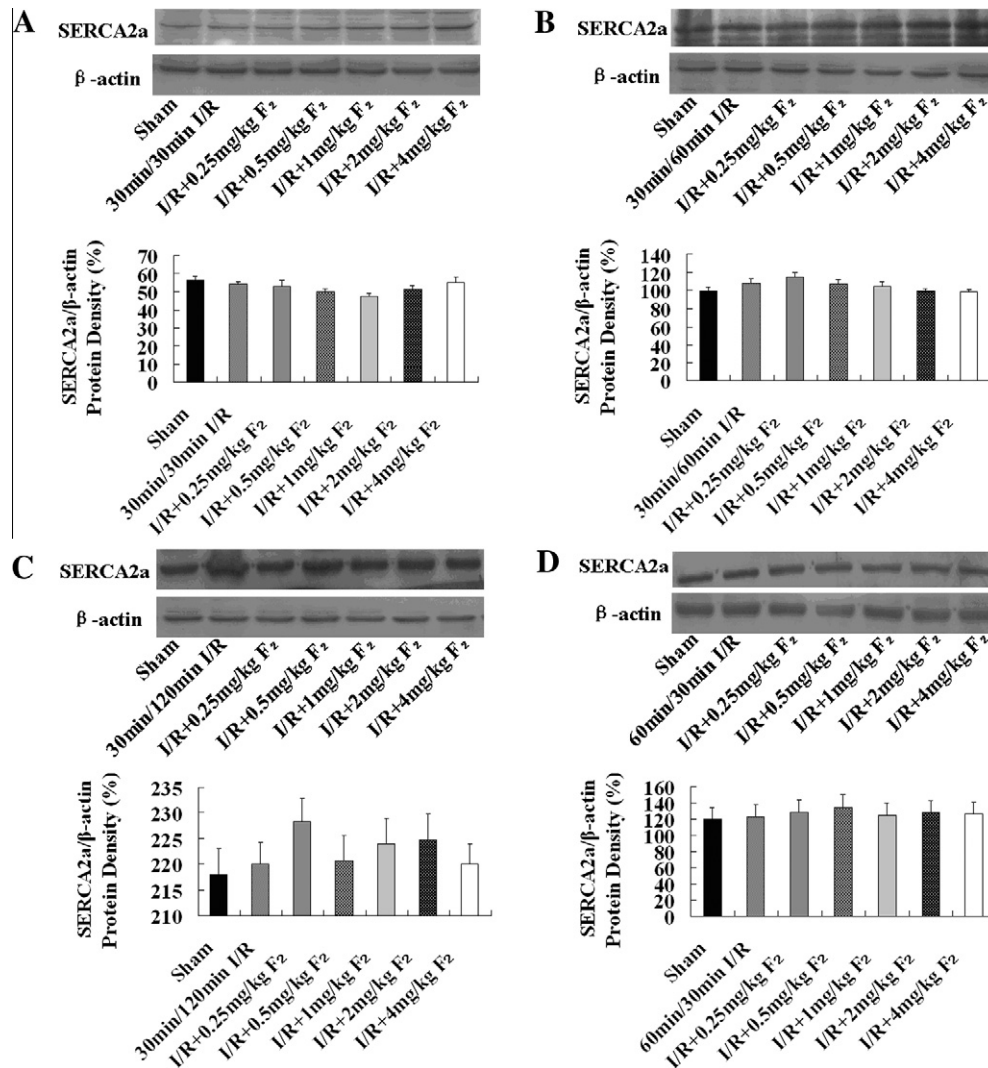 A
SERCA2a
β-actin
Sham
30min/30min I/R
I/R+0.25mg/kg F₂
I/R+0.5mg/kg F₂
I/R+1mg/kg F₂
I/R+2mg/kg F₂
I/R+4mg/kg F₂
SERCA2a/β-actin
Protein Density (%)
70
60
50
40
30
20
10
0
Sham
30min/30min I/R
I/R+0.25mg/kg F₂
I/R+0.5mg/kg F₂
I/R+1mg/kg F₂
I/R+2mg/kg F₂
I/R+4mg/kg F₂
B
SERCA2a
β-actin
Sham
30min/60min I/R
I/R+0.25mg/kg F₂
I/R+0.5mg/kg F₂
I/R+1mg/kg F₂
I/R+2mg/kg F₂
I/R+4mg/kg F₂
SERCA2a/β-actin
Protein Density (%)
140
120
100
80
60
40
20
0
Sham
30min/60min I/R
I/R+0.25mg/kg F₂
I/R+0.5mg/kg F₂
I/R+1mg/kg F₂
I/R+2mg/kg F₂
I/R+4mg/kg F₂
C
SERCA2a
β-actin
Sham
30min/120min I/R
I/R+0.25mg/kg F₂
I/R+0.5mg/kg F₂
I/R+1mg/kg F₂
I/R+2mg/kg F₂
I/R+4mg/kg F₂
SERCA2a/β-actin
Protein Density (%)
235
230
225
220
215
210
Sham
30min/120min I/R
I/R+0.25mg/kg F₂
I/R+0.5mg/kg F₂
I/R+1mg/kg F₂
I/R+2mg/kg F₂
I/R+4mg/kg F₂
D
SERCA2a
β-actin
Sham
60min/30min I/R
I/R+0.25mg/kg F₂
I/R+0.5mg/kg F₂
I/R+1mg/kg F₂
I/R+2mg/kg F₂
I/R+4mg/kg F₂
SERCA2a/β-actin
Protein Density (%)
160
140
120
100
80
60
40
20
0
Sham
60min/30min I/R
I/R+0.25mg/kg F₂
I/R+0.5mg/kg F₂
I/R+1mg/kg F₂
I/R+2mg/kg F₂
I/R+4mg/kg F₂